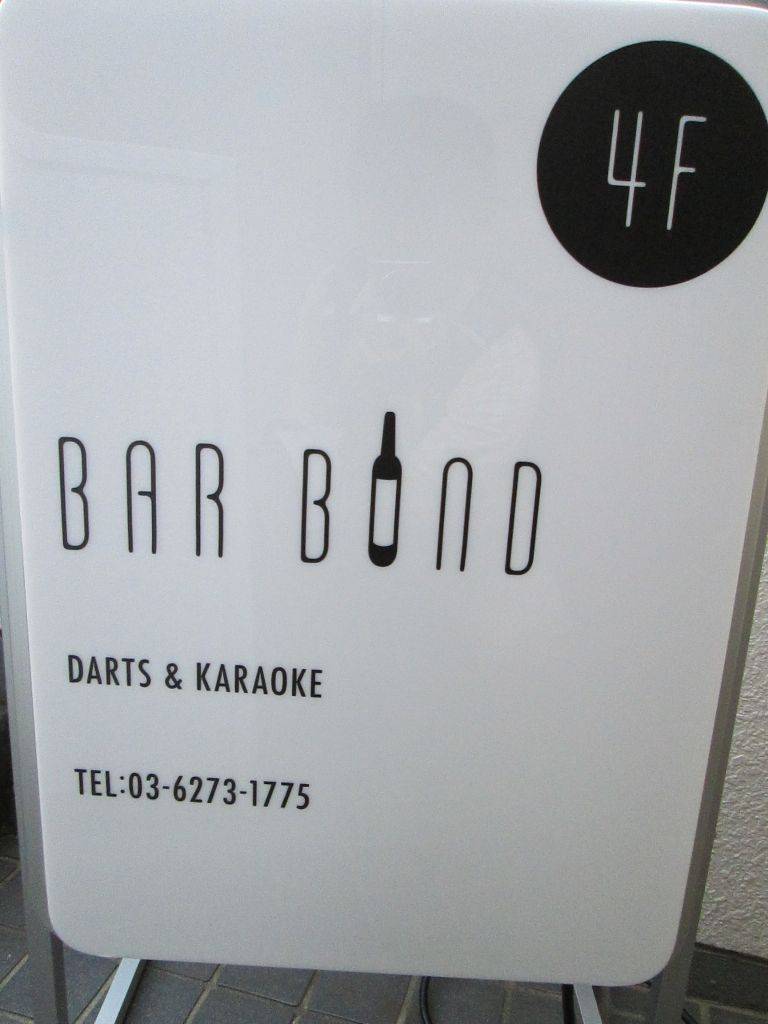 4F
BAR BOND
DARTS & KARAOKE
TEL:03-6273-1775